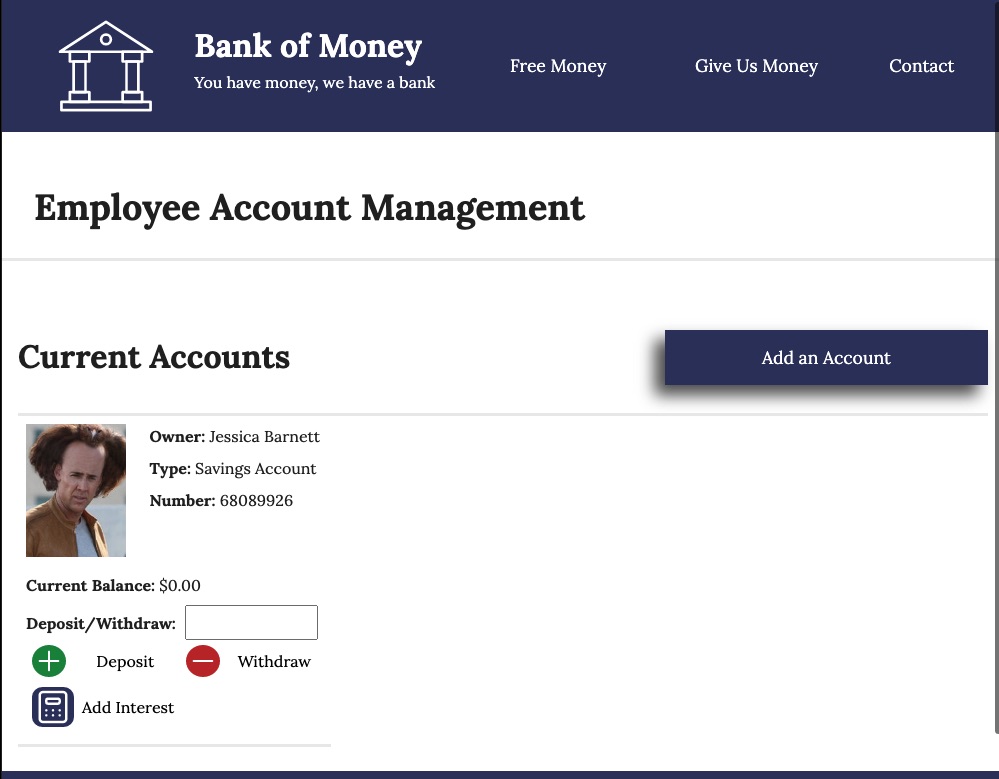 Bank of Money
You have money, we have a bank
Free Money
Give Us Money
Contact
Employee Account Management
Current Accounts
Add an Account
Owner: Jessica Barnett
Type: Savings Account
Number: 68089926
Current Balance: $0.00
Deposit/Withdraw:
Deposit
Withdraw
Add Interest